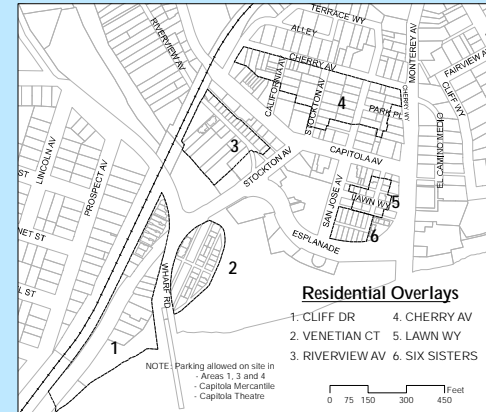 TERRACE WY
ALLEY
RIVERVIEW AV
CHERRY AV
MONTEREY AV
FAIRVIEW AV
CALIFORNIA AV
STOCKTON AV
CHERRY
CLIFF WY
4
PARK PL
EL CAMINO MEDIO
LINCOLN AV
3
CAPITOLA AV
PROSPECT AV
STOCKTON AV
ST
SAN JOSE AV
LAWN WY
5
NET ST
6
ESPLANADE
2
WHARF RD
L ST
1
Residential Overlays
1. CLIFF DR
4. CHERRY AV
2. VENETIAN CT
5. LAWN WY
3. RIVERVIEW AV
6. SIX SISTERS
NOTE: Parking allowed on site in
- Areas 1, 3 and 4
- Capitola Mercantile
- Capitola Theatre
Feet
0 75 150 300 450